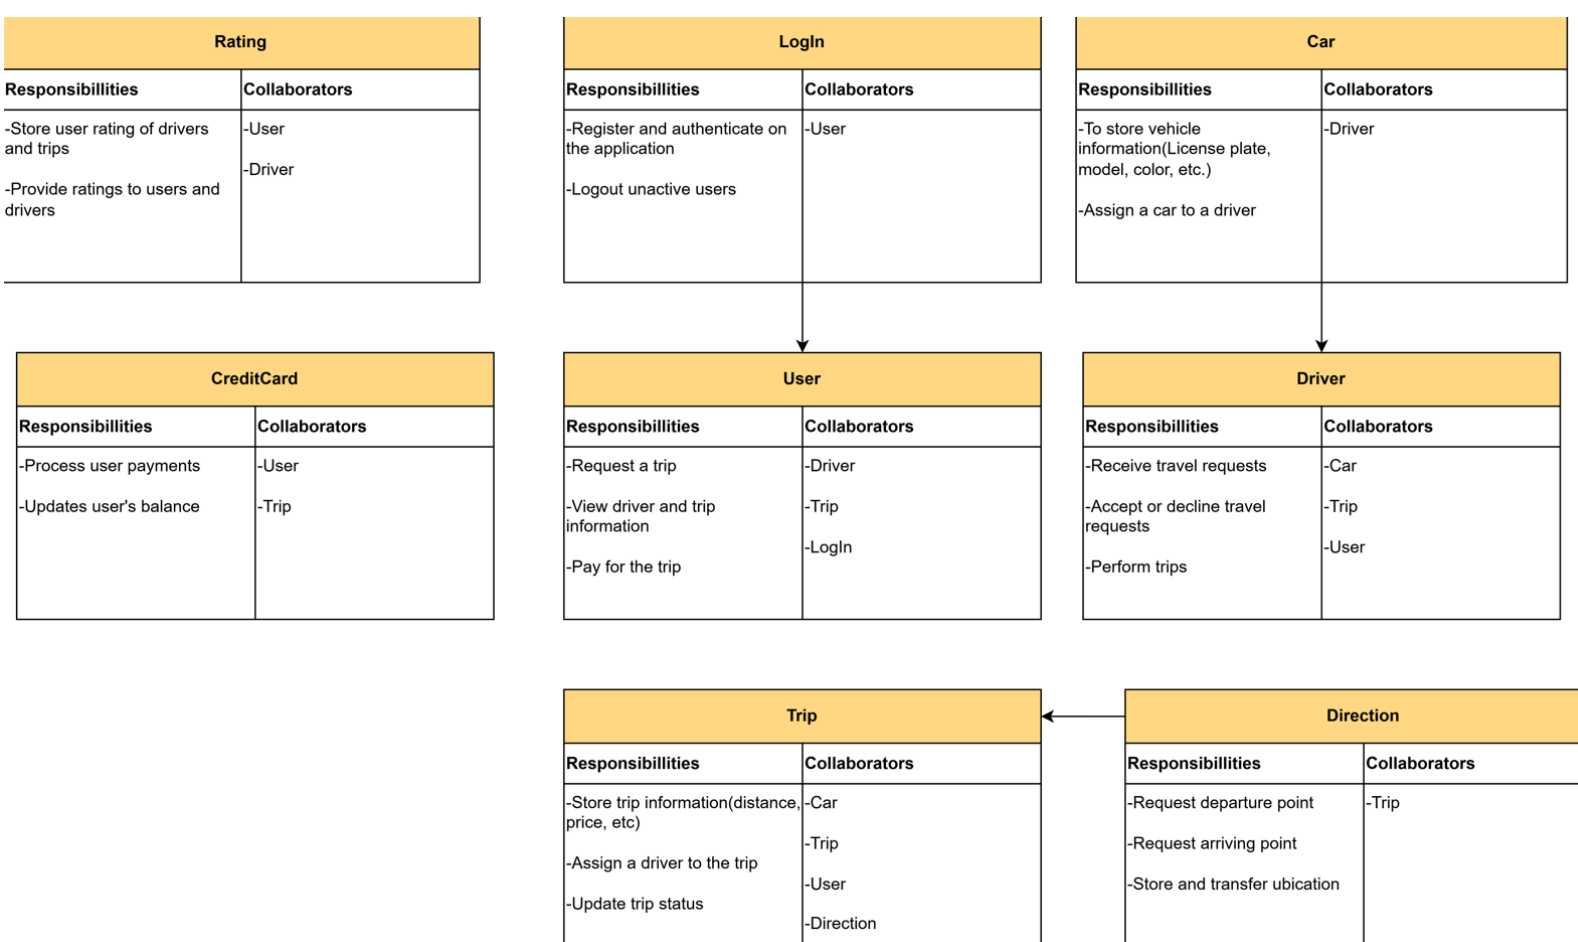 Rating
Responsibillities
Collaborators
-Store user rating of drivers
and trips
-Provide ratings to users and
drivers
-User
-Driver
LogIn
Responsibillities
Collaborators
-Register and authenticate on
the application
-Logout unactive users
-User
Car
Responsibillities
Collaborators
-To store vehicle
information(License plate,
model, color, etc.)
-Assign a car to a driver
-Driver
CreditCard
Responsibillities
Collaborators
-Process user payments
-Updates user's balance
-User
-Trip
User
Responsibillities
Collaborators
-Request a trip
-View driver and trip
information
-Pay for the trip
-Driver
-Trip
-LogIn
Driver
Responsibillities
Collaborators
-Receive travel requests
-Accept or decline travel
requests
-Perform trips
-Car
-Trip
-User
Trip
Responsibillities
Collaborators
-Store trip information(distance,
price, etc)
-Assign a driver to the trip
-Update trip status
-Car
-Trip
-User
-Direction
Direction
Responsibillities
Collaborators
-Request departure point
-Request arriving point
-Store and transfer ubication
-Trip